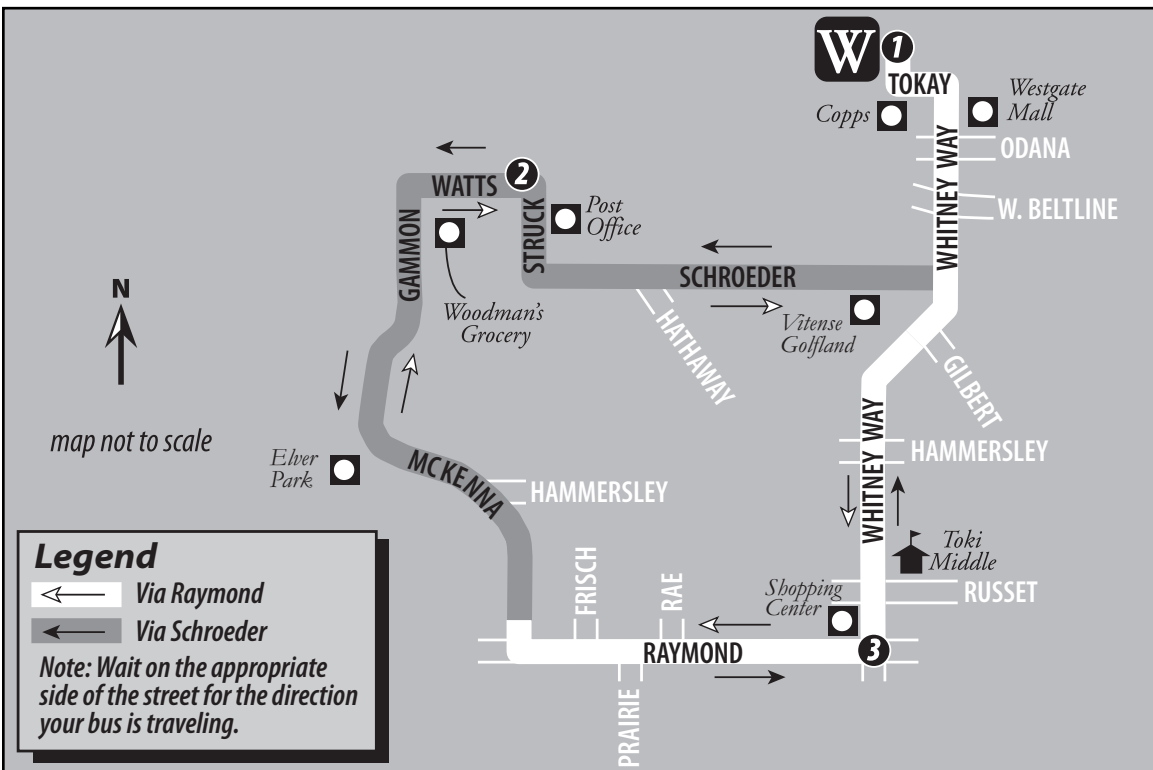 W
1
TOKAY
Copps
Westgate
Mall
ODANA
W. BELTLINE
WHITNEY WAY
WATTS
2
STRUCK
Post
Office
GAMMON
Woodman's
Grocery
SCHROEDER
HATHAWAY
Vitense
Golfland
GILBERT
N
map not to scale
Elver
Park
MCKENNA
HAMMERSLEY
WHITNEY WAY
HAMMERSLEY
Toki
Middle
RUSSET
Shopping
Center
FRISCH
RAE
RAYMOND
3
PRAIRIE
Legend
Via Raymond
Via Schroeder
Note: Wait on the appropriate
side of the street for the direction
your bus is traveling.